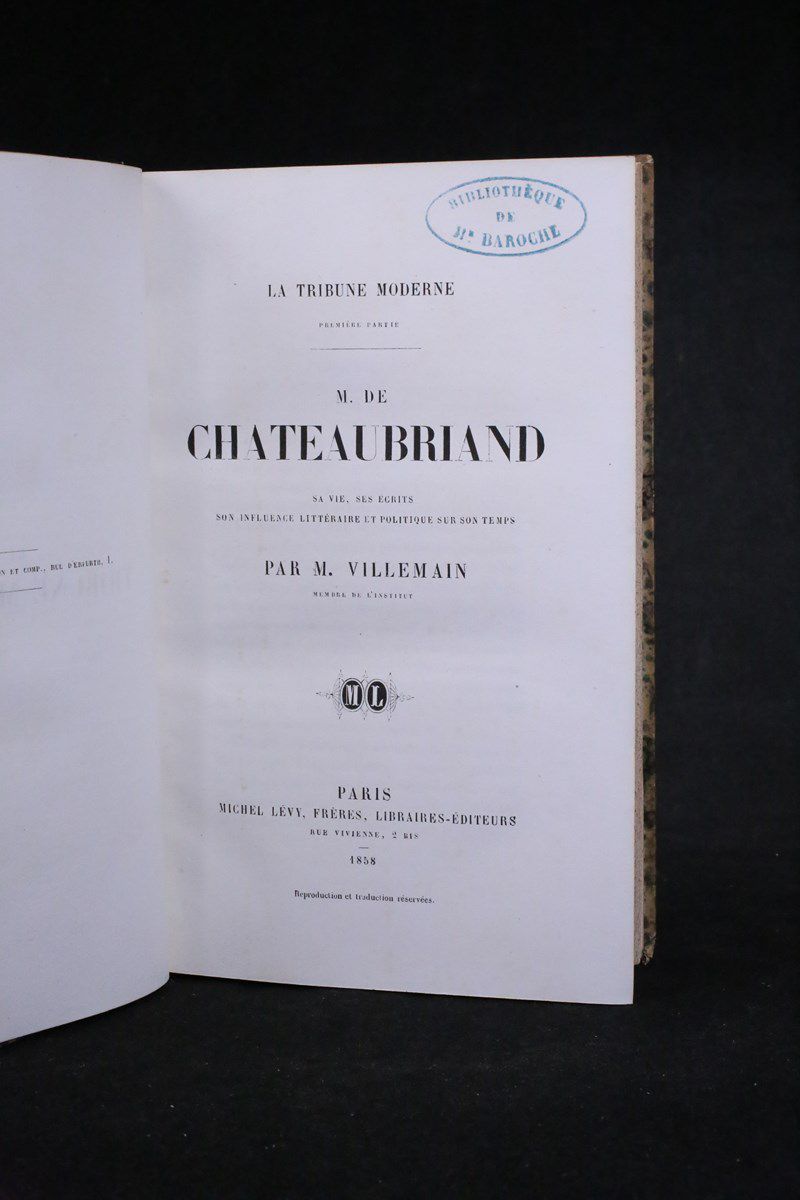 ET COMP., RUE D'ERFURTH, 1.
BIBLIOTHÈQUE
DE
Mr BAROCHE
LA TRIBUNE MODERNE
PREMIÈRE PARTIE
M. DE
CHATEAUBRIAND
SA VIE, SES ÉCRITS
SON INFLUENCE LITTÉRAIRE ET POLITIQUE SUR SON TEMPS
PAR M. VILLEMAIN
MEMBRE DE L'INSTITUT
ML
PARIS
MICHEL LÉVY, FRÈRES, LIBRAIRES-ÉDITEURS
RUE VIVIENNE, 2 BIS
1858
Reproduction et traduction réservées.